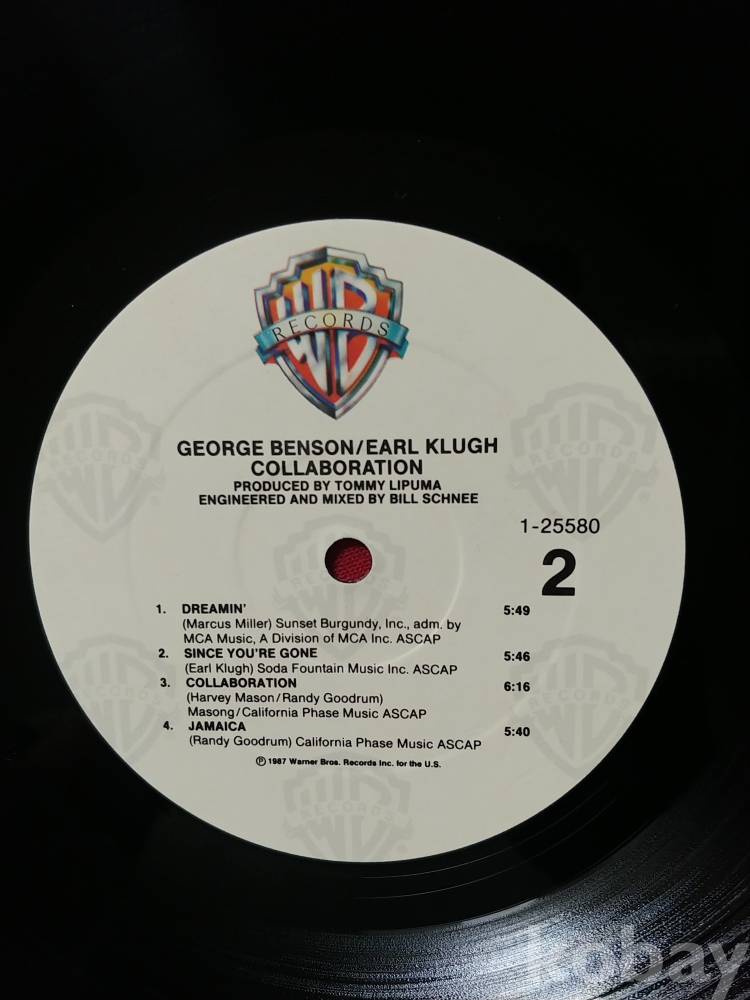 WB
RECORDS
GEORGE BENSON/EARL KLUGH
COLLABORATION
PRODUCED BY TOMMY LIPUMA
ENGINEERED AND MIXED BY BILL SCHNEE
1-25580
2
1. DREAMIN' 5:49
(Marcus Miller) Sunset Burgundy, Inc., adm. by
MCA Music, A Division of MCA Inc. ASCAP
2. SINCE YOU'RE GONE 5:46
(Earl Klugh) Soda Fountain Music Inc. ASCAP
3. COLLABORATION 6:16
(Harvey Mason/Randy Goodrum)
Masong/California Phase Music ASCAP
4. JAMAICA 5:40
(Randy Goodrum) California Phase Music ASCAP
℗ 1987 Warner Bros. Records Inc. for the U.S.
kobay